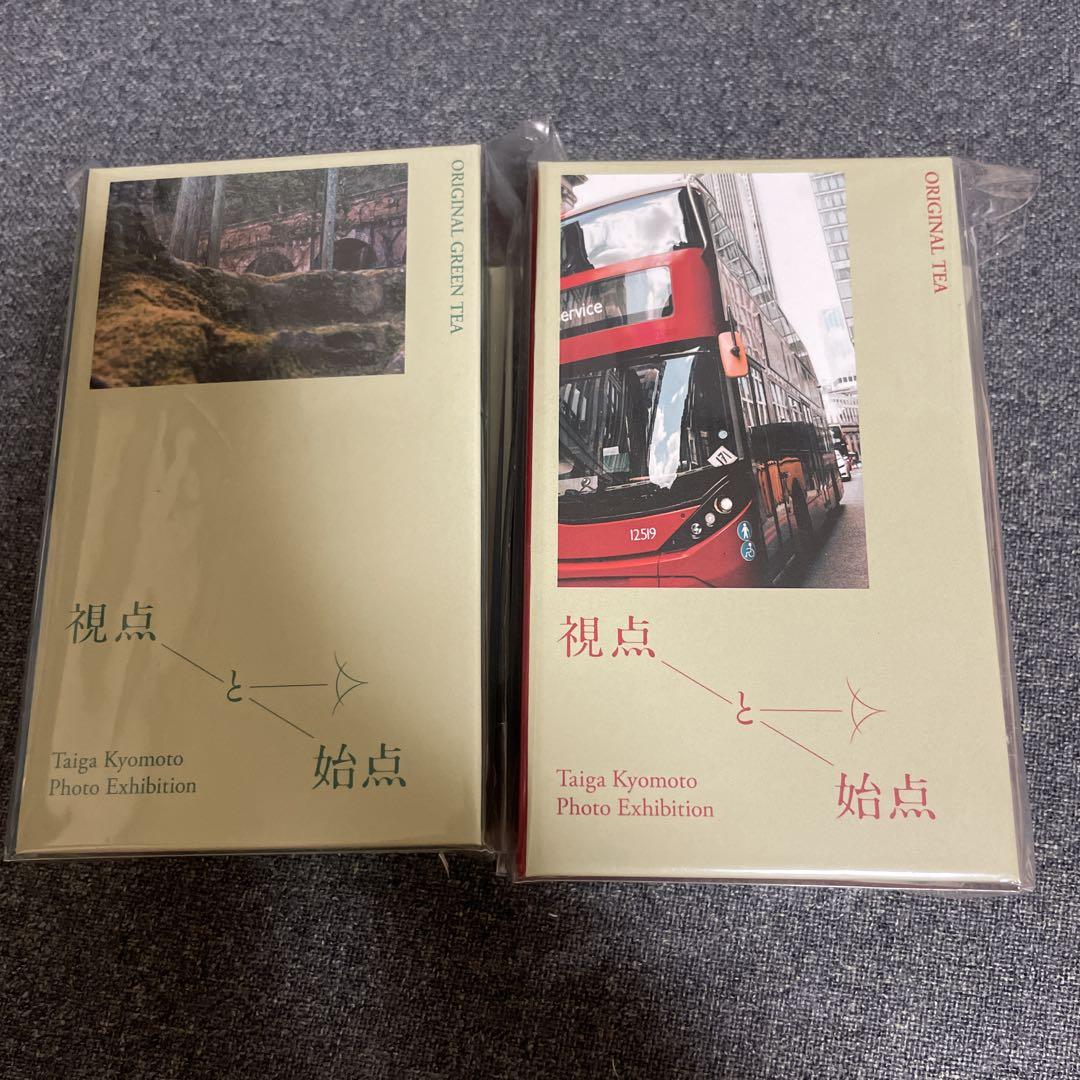 ORIGINAL GREEN TEA
視点
と
始点
Taiga Kyomoto
Photo Exhibition
ORIGINAL TEA
ervice
171
12519
視点
と
始点
Taiga Kyomoto
Photo Exhibition